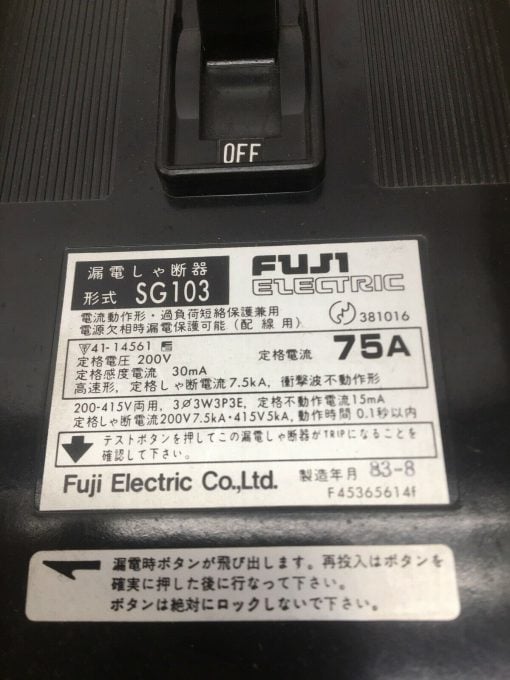 OFF
漏電しゃ断器
形式 SG103
FUJI
ELECTRIC
電流動作形・過負荷短絡保護兼用
電源欠相時漏電保護可能(配線用)
381016
41-14561
定格電圧 200V
定格電流 75A
定格感度電流 30mA
高速形, 定格しゃ断電流7.5kA, 衝撃波不動作形
200-415V両用, 3Ø3W3P3E, 定格不動作電流15mA
定格しゃ断電流200V7.5kA・415V5kA, 動作時間 0.1秒以内
テストボタンを押してこの漏電しゃ断器がTRIPになることを
確認して下さい。
Fuji Electric Co.,Ltd.
製造年月 83-8
F45365614f
漏電時ボタンが飛び出します。再投入はボタンを
確実に押した後に行なって下さい。
ボタンは絶対にロックしないで下さい。